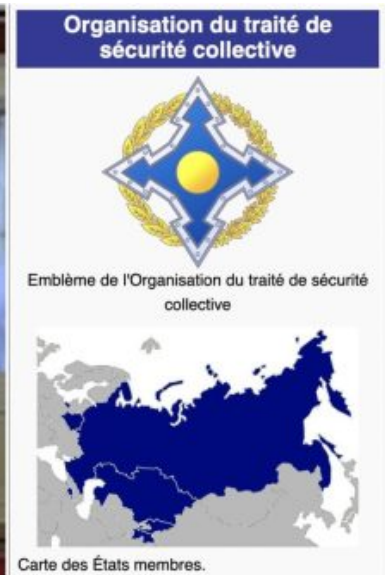 Organisation du traité de
sécurité collective
Emblème de l'Organisation du traité de sécurité
collective
Carte des États membres.